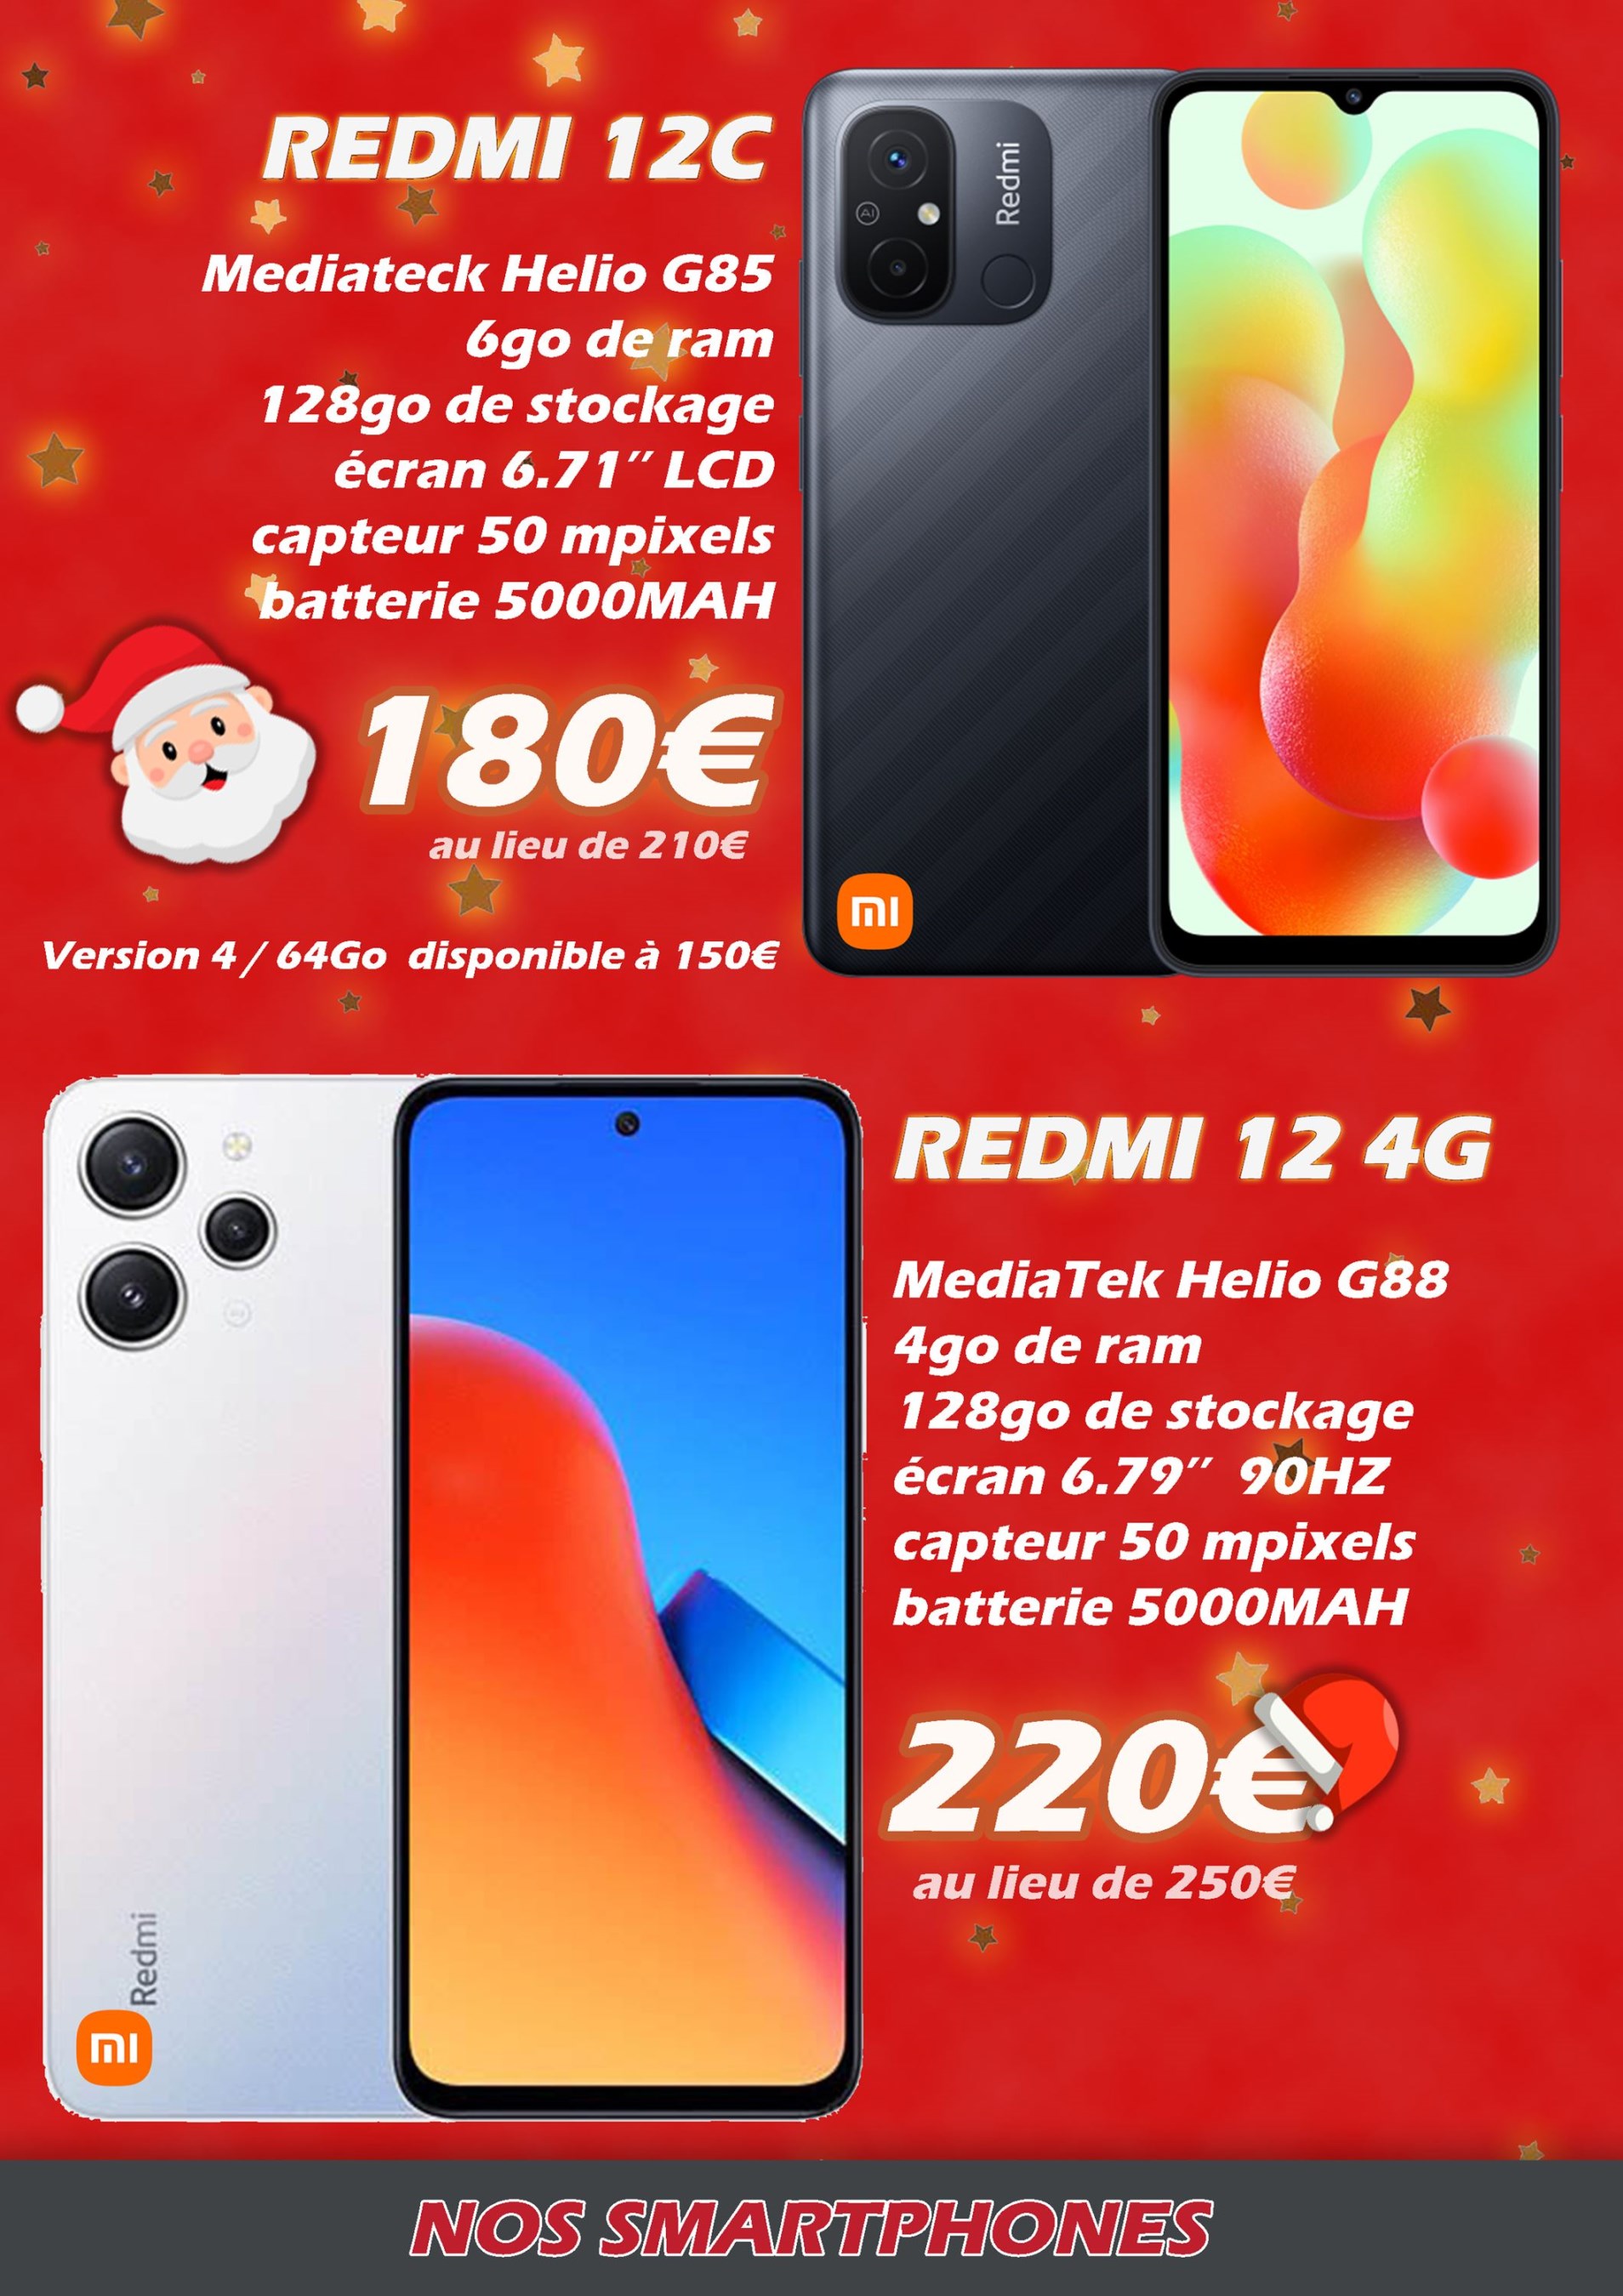 REDMI 12C
Mediateck Helio G85
6go de ram
128go de stockage
écran 6.71’’ LCD
capteur 50 mpixels
batterie 5000MAH
180€
au lieu de 210€
Version 4 / 64Go disponible à 150€
Redmi
AI
mi
REDMI 12 4G
MediaTek Helio G88
4go de ram
128go de stockage
écran 6.79’’ 90HZ
capteur 50 mpixels
batterie 5000MAH
220€
au lieu de 250€
Redmi
mi
NOS SMARTPHONES